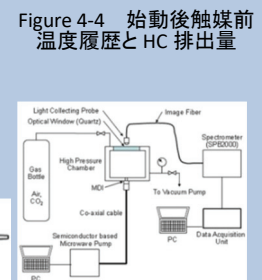 Figure 4-4 始動後触媒前
温度履歴と HC 排出量
Light Collecting Probe
Optical Window (Quartz)
Image Fiber
Spectrometer
(SPB2000)
High Pressure
Chamber
Gas
Bottle
MDI
Air,
CO₂
To Vacuum Pump
Co-axial cable
Semiconductor based
Microwave Pump
PC
Data Acquisition
Unit
PC